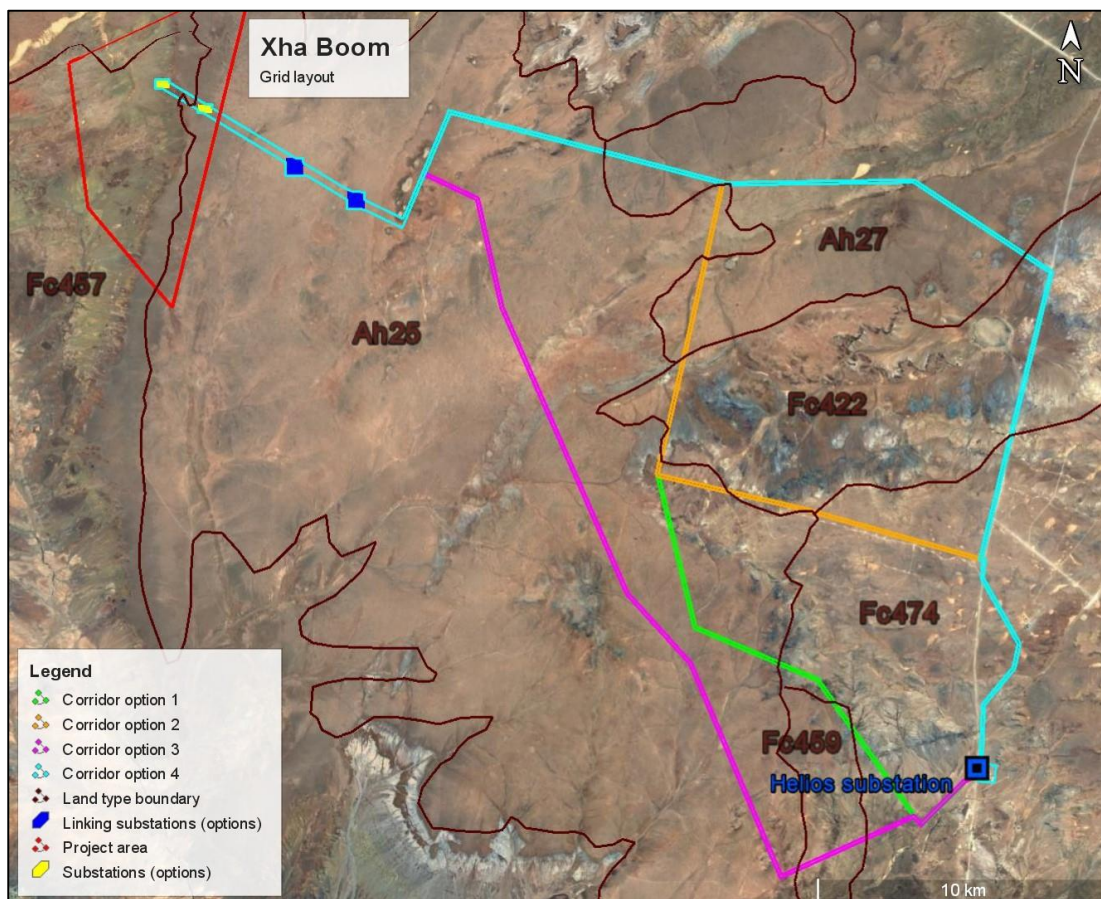 Xha Boom
Grid layout
N
Fc457
Ah25
Ah27
Fc422
Fc474
Fc459
Helios substation
Legend
Corridor option 1
Corridor option 2
Corridor option 3
Corridor option 4
Land type boundary
Linking substations (options)
Project area
Substations (options)
10 km